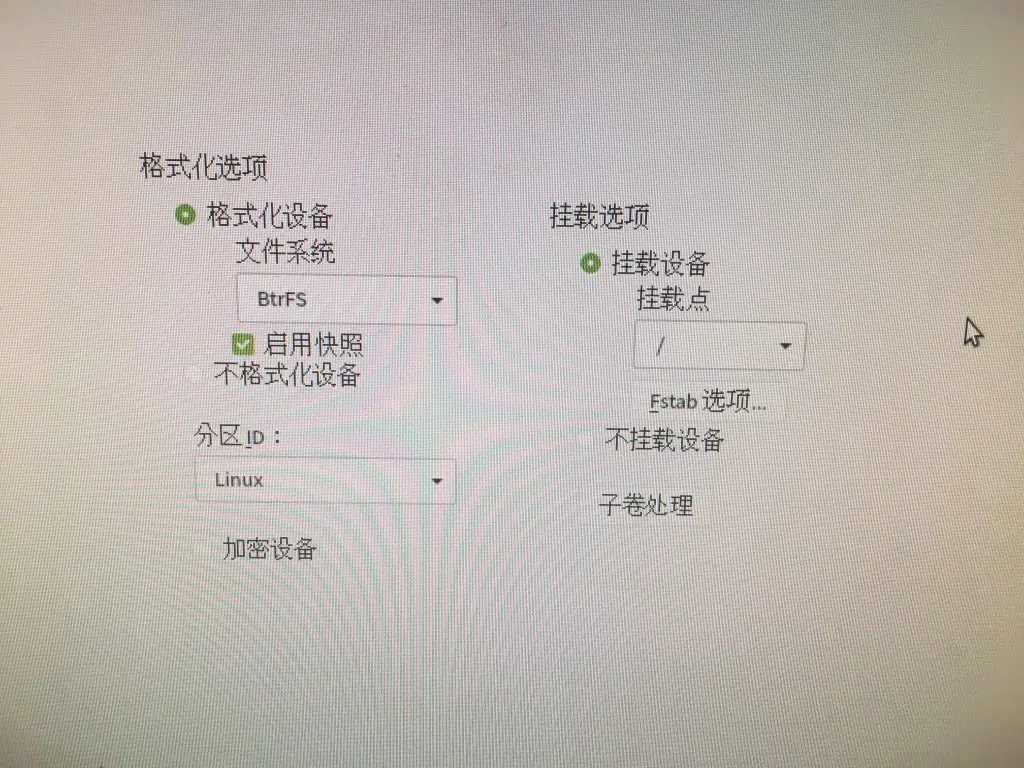 格式化选项
格式化设备
文件系统
BtrFS
启用快照
不格式化设备
分区 ID：
Linux
加密设备
挂载选项
挂载设备
挂载点
/
Fstab 选项...
不挂载设备
子卷处理